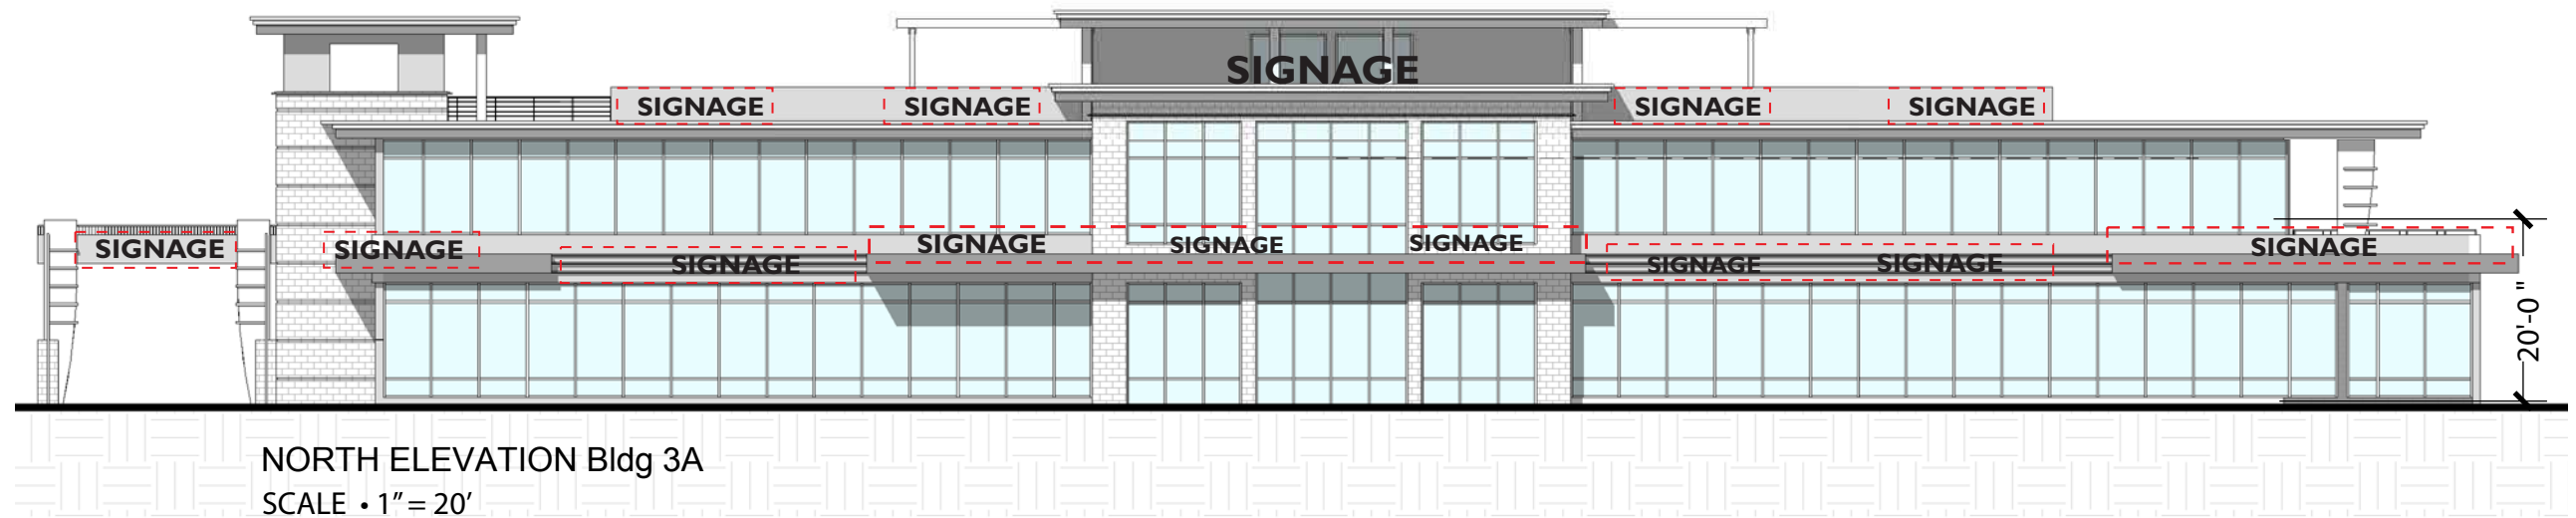 SIGNAGE
SIGNAGE SIGNAGE SIGNAGE SIGNAGE
SIGNAGE SIGNAGE SIGNAGE SIGNAGE SIGNAGE SIGNAGE
SIGNAGE SIGNAGE SIGNAGE
20'-0 "
NORTH ELEVATION Bldg 3A
SCALE • 1” = 20’